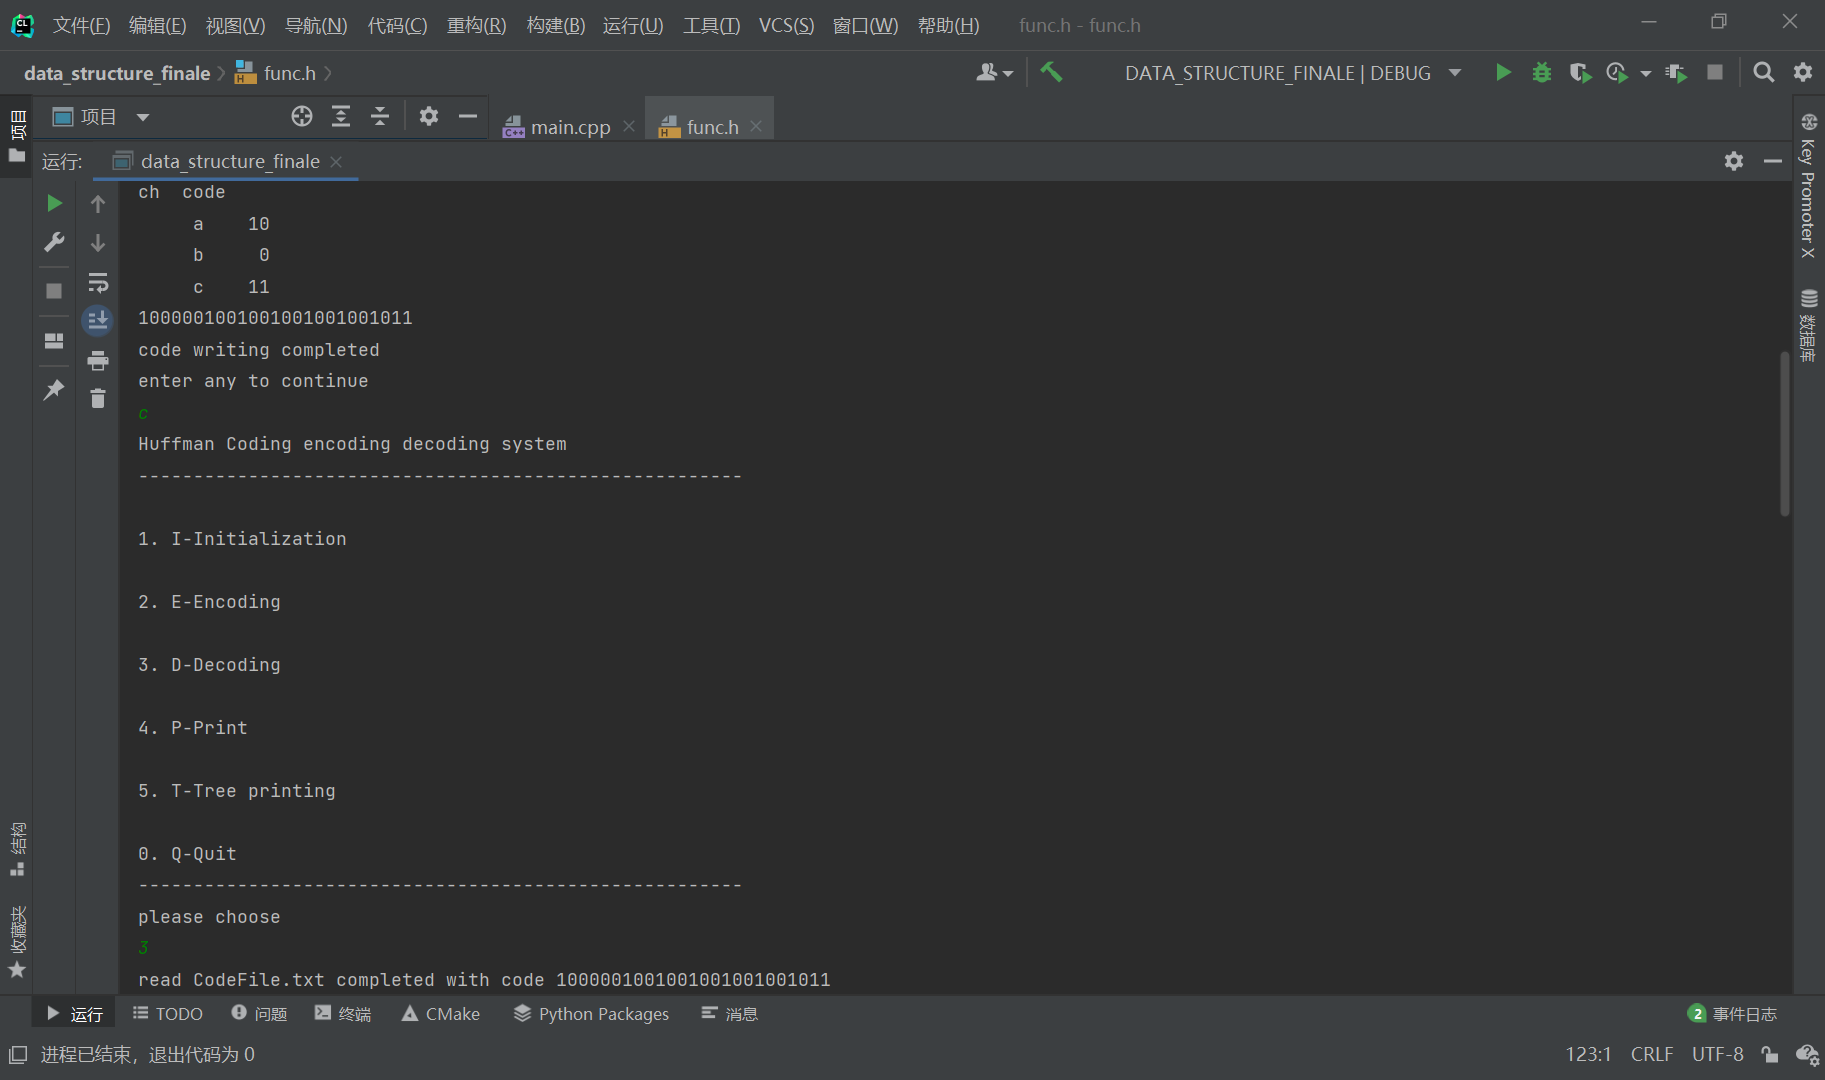 文件(F) 编辑(E) 视图(V) 导航(N) 代码(C) 重构(R) 构建(B) 运行(U) 工具(T) VCS(S) 窗口(W) 帮助(H) func.h - func.h
data_structure_finale func.h DATA_STRUCTURE_FINALE | DEBUG
项目 main.cpp func.h
运行: data_structure_finale
ch  code
a    10
b     0
c    11
1000001001001001001001011
code writing completed
enter any to continue
c
Huffman Coding encoding decoding system
-------------------------------------------------------
1. I-Initialization
2. E-Encoding
3. D-Decoding
4. P-Print
5. T-Tree printing
0. Q-Quit
-------------------------------------------------------
please choose
3
read CodeFile.txt completed with code 1000001001001001001001011
项目
结构
收藏夹
Key Promoter X
数据库
运行 TODO 问题 终端 CMake Python Packages 消息 2 事件日志
进程已结束，退出代码为 0 123:1 CRLF UTF-8